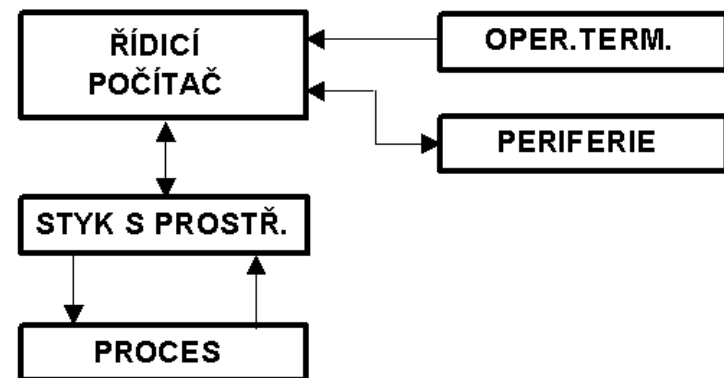 ŘÍDICÍ
POČÍTAČ
OPER.TERM.
PERIFERIE
STYK S PROSTŘ.
PROCES